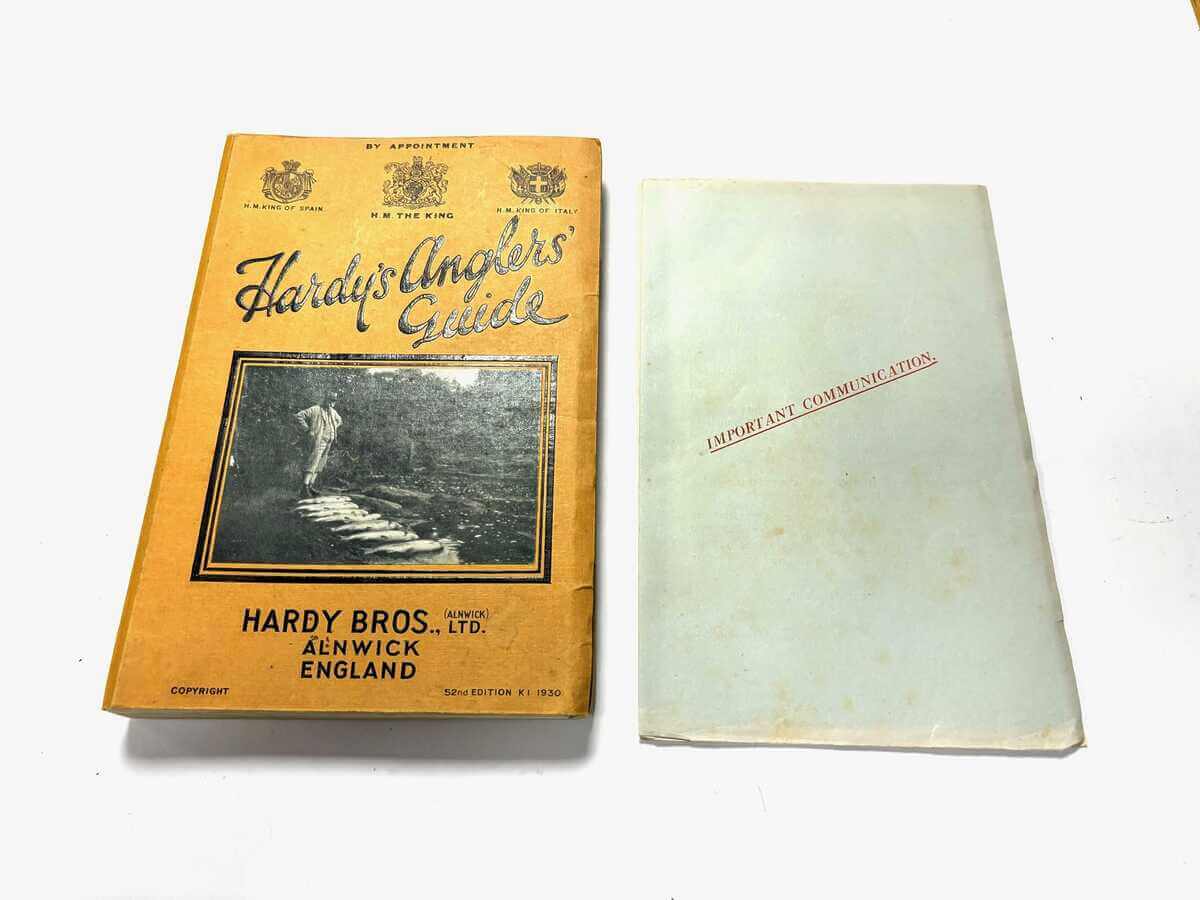 BY APPOINTMENT
H.M. KING OF SPAIN
H.M. THE KING
H.M. KING OF ITALY
Hardy's Anglers'
Guide
HARDY BROS., (ALNWICK) LTD.
ALNWICK
ENGLAND
COPYRIGHT
52nd EDITION K I 1930
IMPORTANT COMMUNICATION.